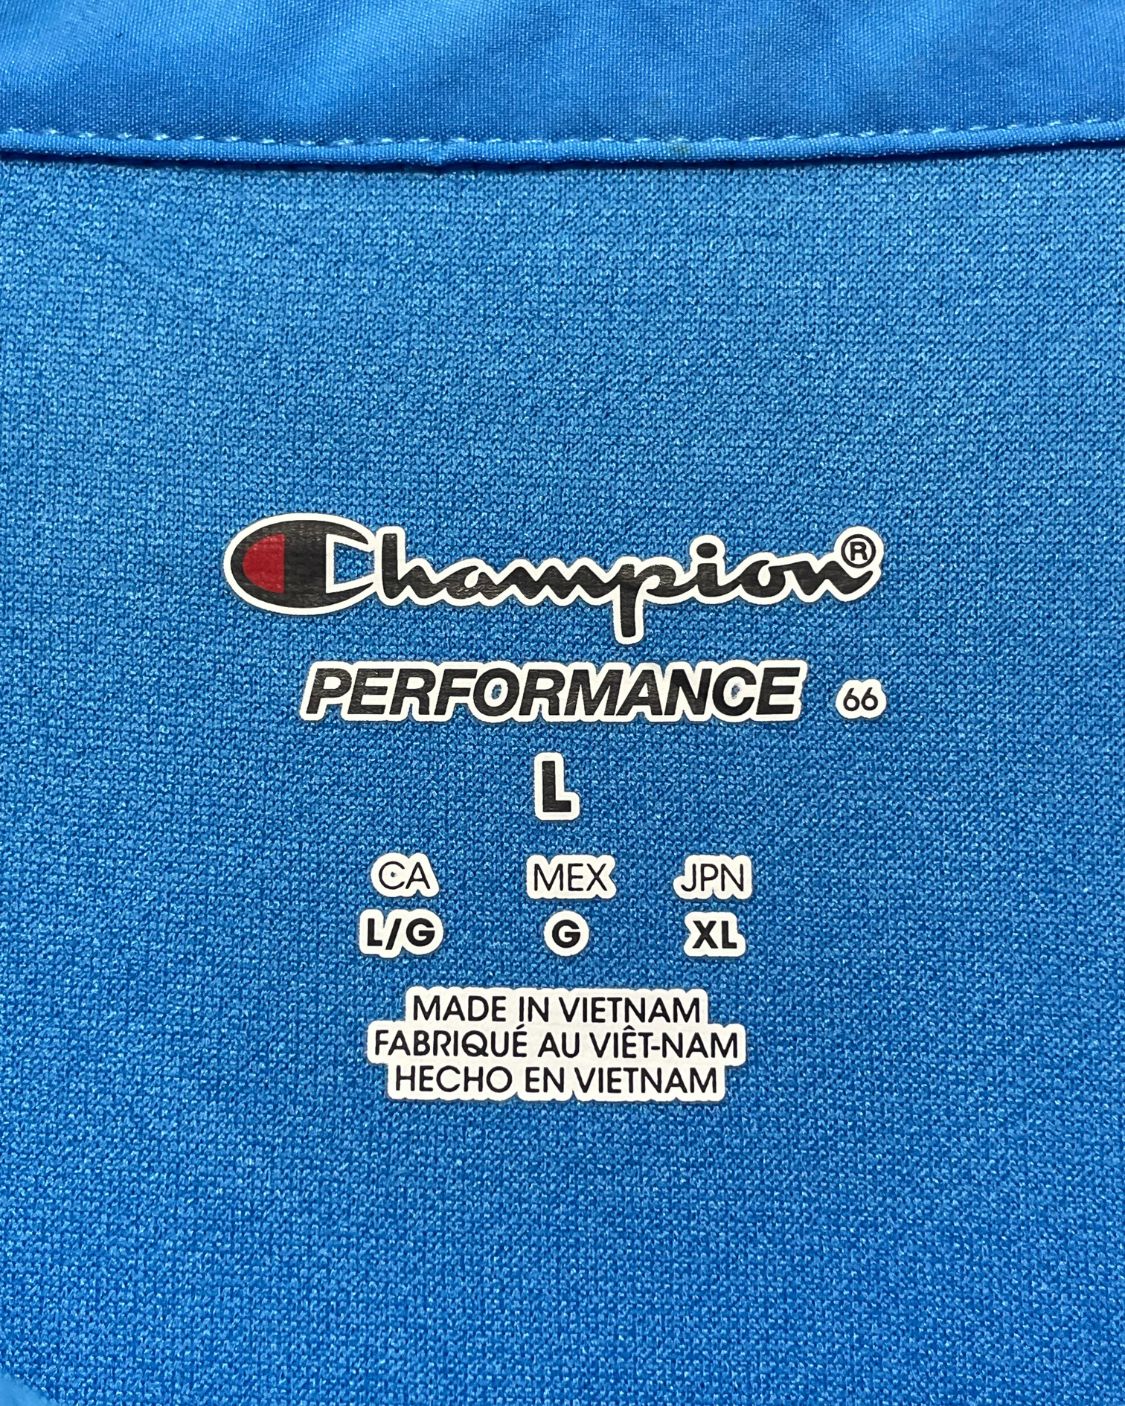 Champion®
PERFORMANCE 66
L
CA MEX JPN
L/G G XL
MADE IN VIETNAM
FABRIQUÉ AU VIÊT-NAM
HECHO EN VIETNAM